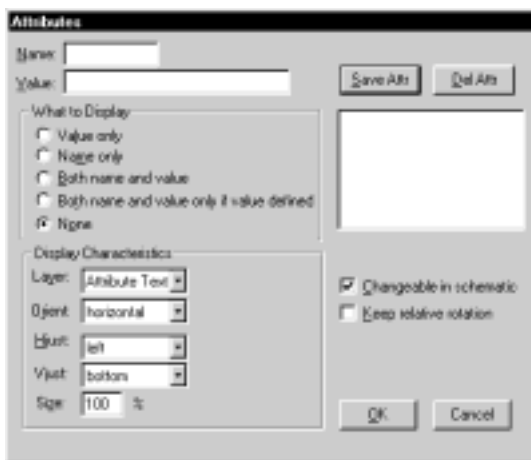 Attributes
Name:
Value:
Save Attr
Del Attr
What to Display
Value only
Name only
Both name and value
Both name and value only if value defined
None
Display Characteristics
Layer: Attribute Text
Orient: horizontal
Hjust: left
Vjust: bottom
Size: 100 %
Changeable in schematic
Keep relative rotation
OK
Cancel